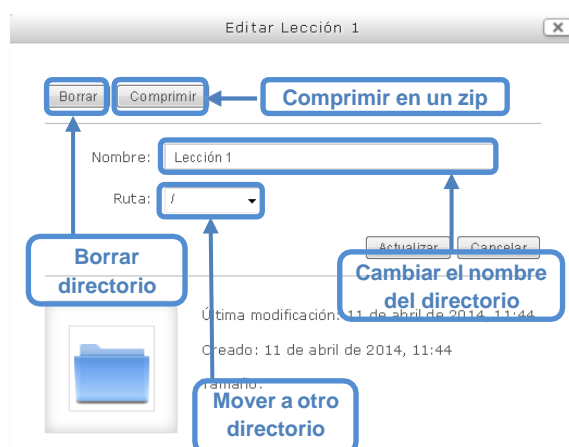 Editar Lección 1
Borrar Comprimir Comprimir en un zip
Nombre: Lección 1
Ruta: /
Actualizar Cancelar
Borrar
directorio
Cambiar el nombre
del directorio
Última modificación: 11 de abril de 2014, 11:44
Creado: 11 de abril de 2014, 11:44
Tamaño:
Mover a otro
directorio